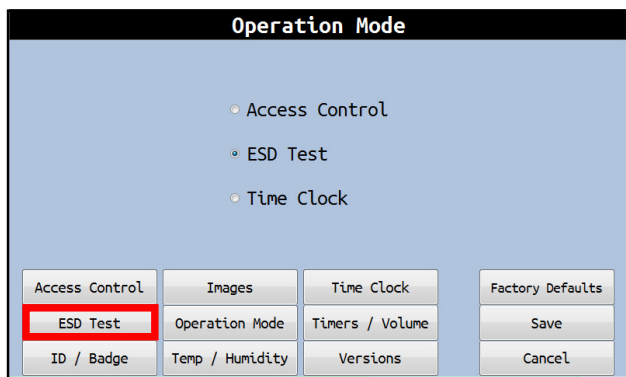 Operation Mode
Access Control
ESD Test
Time Clock
Access Control Images Time Clock Factory Defaults
ESD Test Operation Mode Timers / Volume Save
ID / Badge Temp / Humidity Versions Cancel